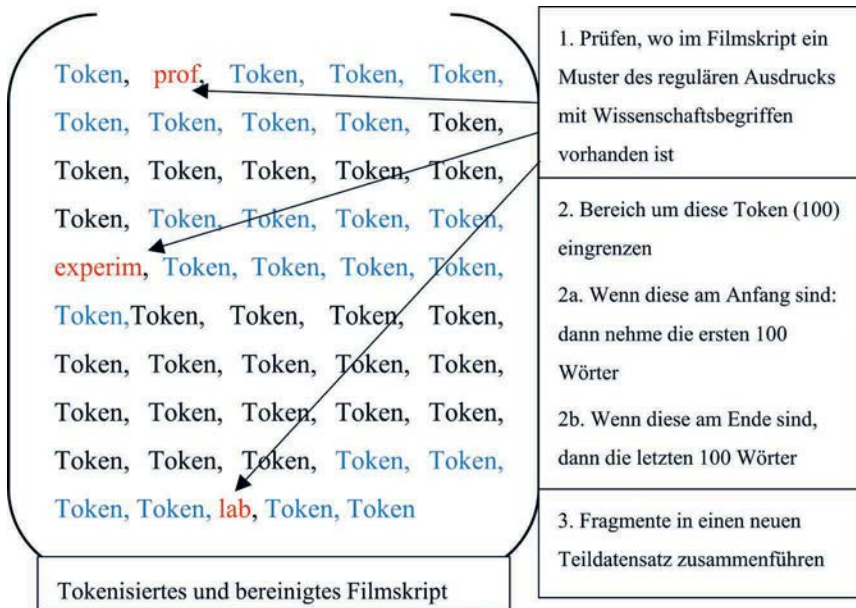 Token, prof, Token, Token, Token,
Token, Token, Token, Token, Token,
Token, Token, Token, Token, Token,
Token, Token, Token, Token, Token,
experim, Token, Token, Token, Token,
Token,Token, Token, Token, Token,
Token, Token, Token, Token, Token,
Token, Token, Token, Token, Token,
Token, Token, Token, Token, Token,
Token, Token, lab, Token, Token
Tokenisiertes und bereinigtes Filmskript
1. Prüfen, wo im Filmskript ein
Muster des regulären Ausdrucks
mit Wissenschaftsbegriffen
vorhanden ist
2. Bereich um diese Token (100)
eingrenzen
2a. Wenn diese am Anfang sind:
dann nehme die ersten 100
Wörter
2b. Wenn diese am Ende sind,
dann die letzten 100 Wörter
3. Fragmente in einen neuen
Teildatensatz zusammenführen